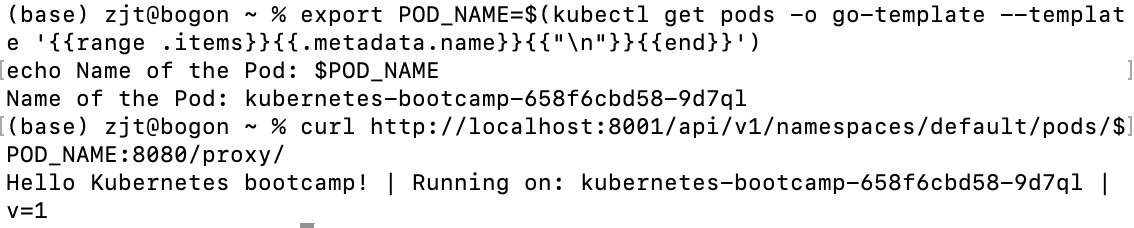 (base) zjt@bogon ~ % export POD_NAME=$(kubectl get pods -o go-template --templat
e '{{range .items}}{{.metadata.name}}{{"\n"}}{{end}}')
[echo Name of the Pod: $POD_NAME ]
Name of the Pod: kubernetes-bootcamp-658f6cbd58-9d7ql
[(base) zjt@bogon ~ % curl http://localhost:8001/api/v1/namespaces/default/pods/$]
POD_NAME:8080/proxy/
Hello Kubernetes bootcamp! | Running on: kubernetes-bootcamp-658f6cbd58-9d7ql |
v=1